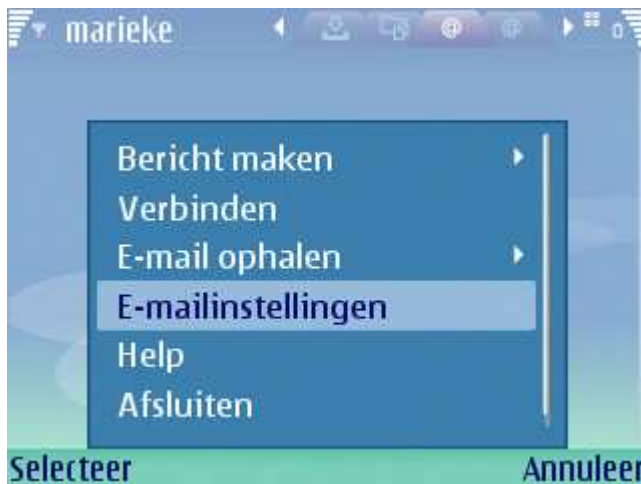 marieke
Bericht maken
Verbinden
E-mail ophalen
E-mailinstellingen
Help
Afsluiten
Selecteer
Annuleer